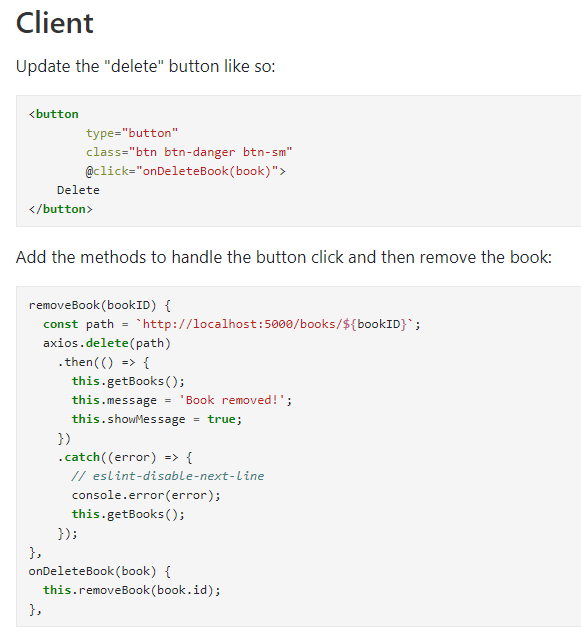 Client
Update the "delete" button like so:
<button
        type="button"
        class="btn btn-danger btn-sm"
        @click="onDeleteBook(book)">
    Delete
</button>
Add the methods to handle the button click and then remove the book:
removeBook(bookID) {
  const path = `http://localhost:5000/books/${bookID}`;
  axios.delete(path)
    .then(() => {
      this.getBooks();
      this.message = 'Book removed!';
      this.showMessage = true;
    })
    .catch((error) => {
      // eslint-disable-next-line
      console.error(error);
      this.getBooks();
    });
},
onDeleteBook(book) {
  this.removeBook(book.id);
},